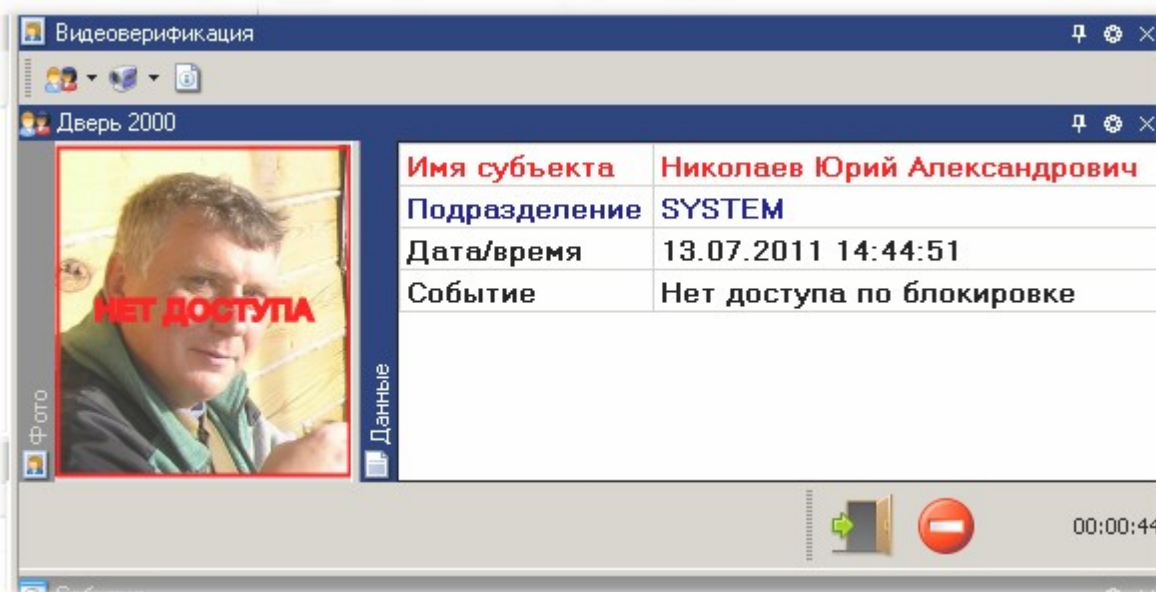 Видеоверификация
Дверь 2000
Фото
НЕТ ДОСТУПА
Данные
Имя субъекта Николаев Юрий Александрович
Подразделение SYSTEM
Дата/время 13.07.2011 14:44:51
Событие Нет доступа по блокировке
00:00:44